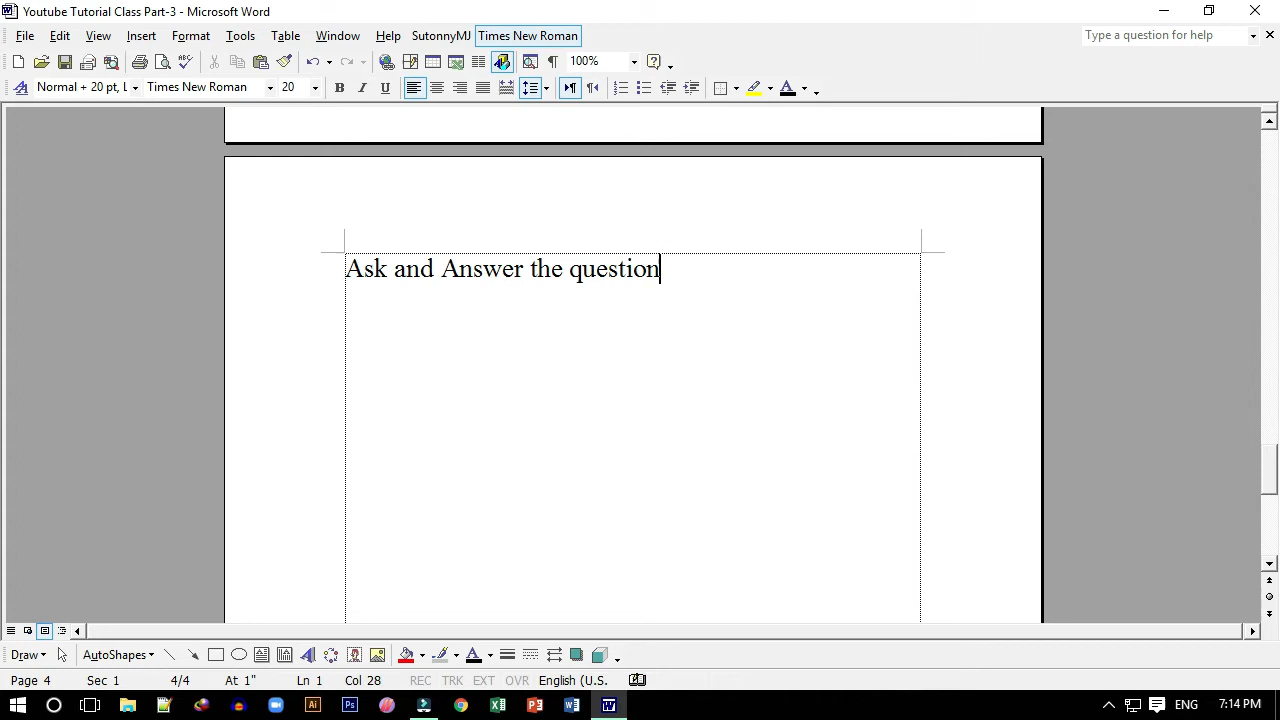 Youtube Tutorial Class Part-3 - Microsoft Word
File Edit View Insert Format Tools Table Window Help SutonnyMJ Times New Roman Type a question for help
100%
Normal + 20 pt, L Times New Roman 20 B I U
Ask and Answer the question
Draw AutoShapes
Page 4 Sec 1 4/4 At 1" Ln 1 Col 28 REC TRK EXT OVR English (U.S.
ENG 7:14 PM